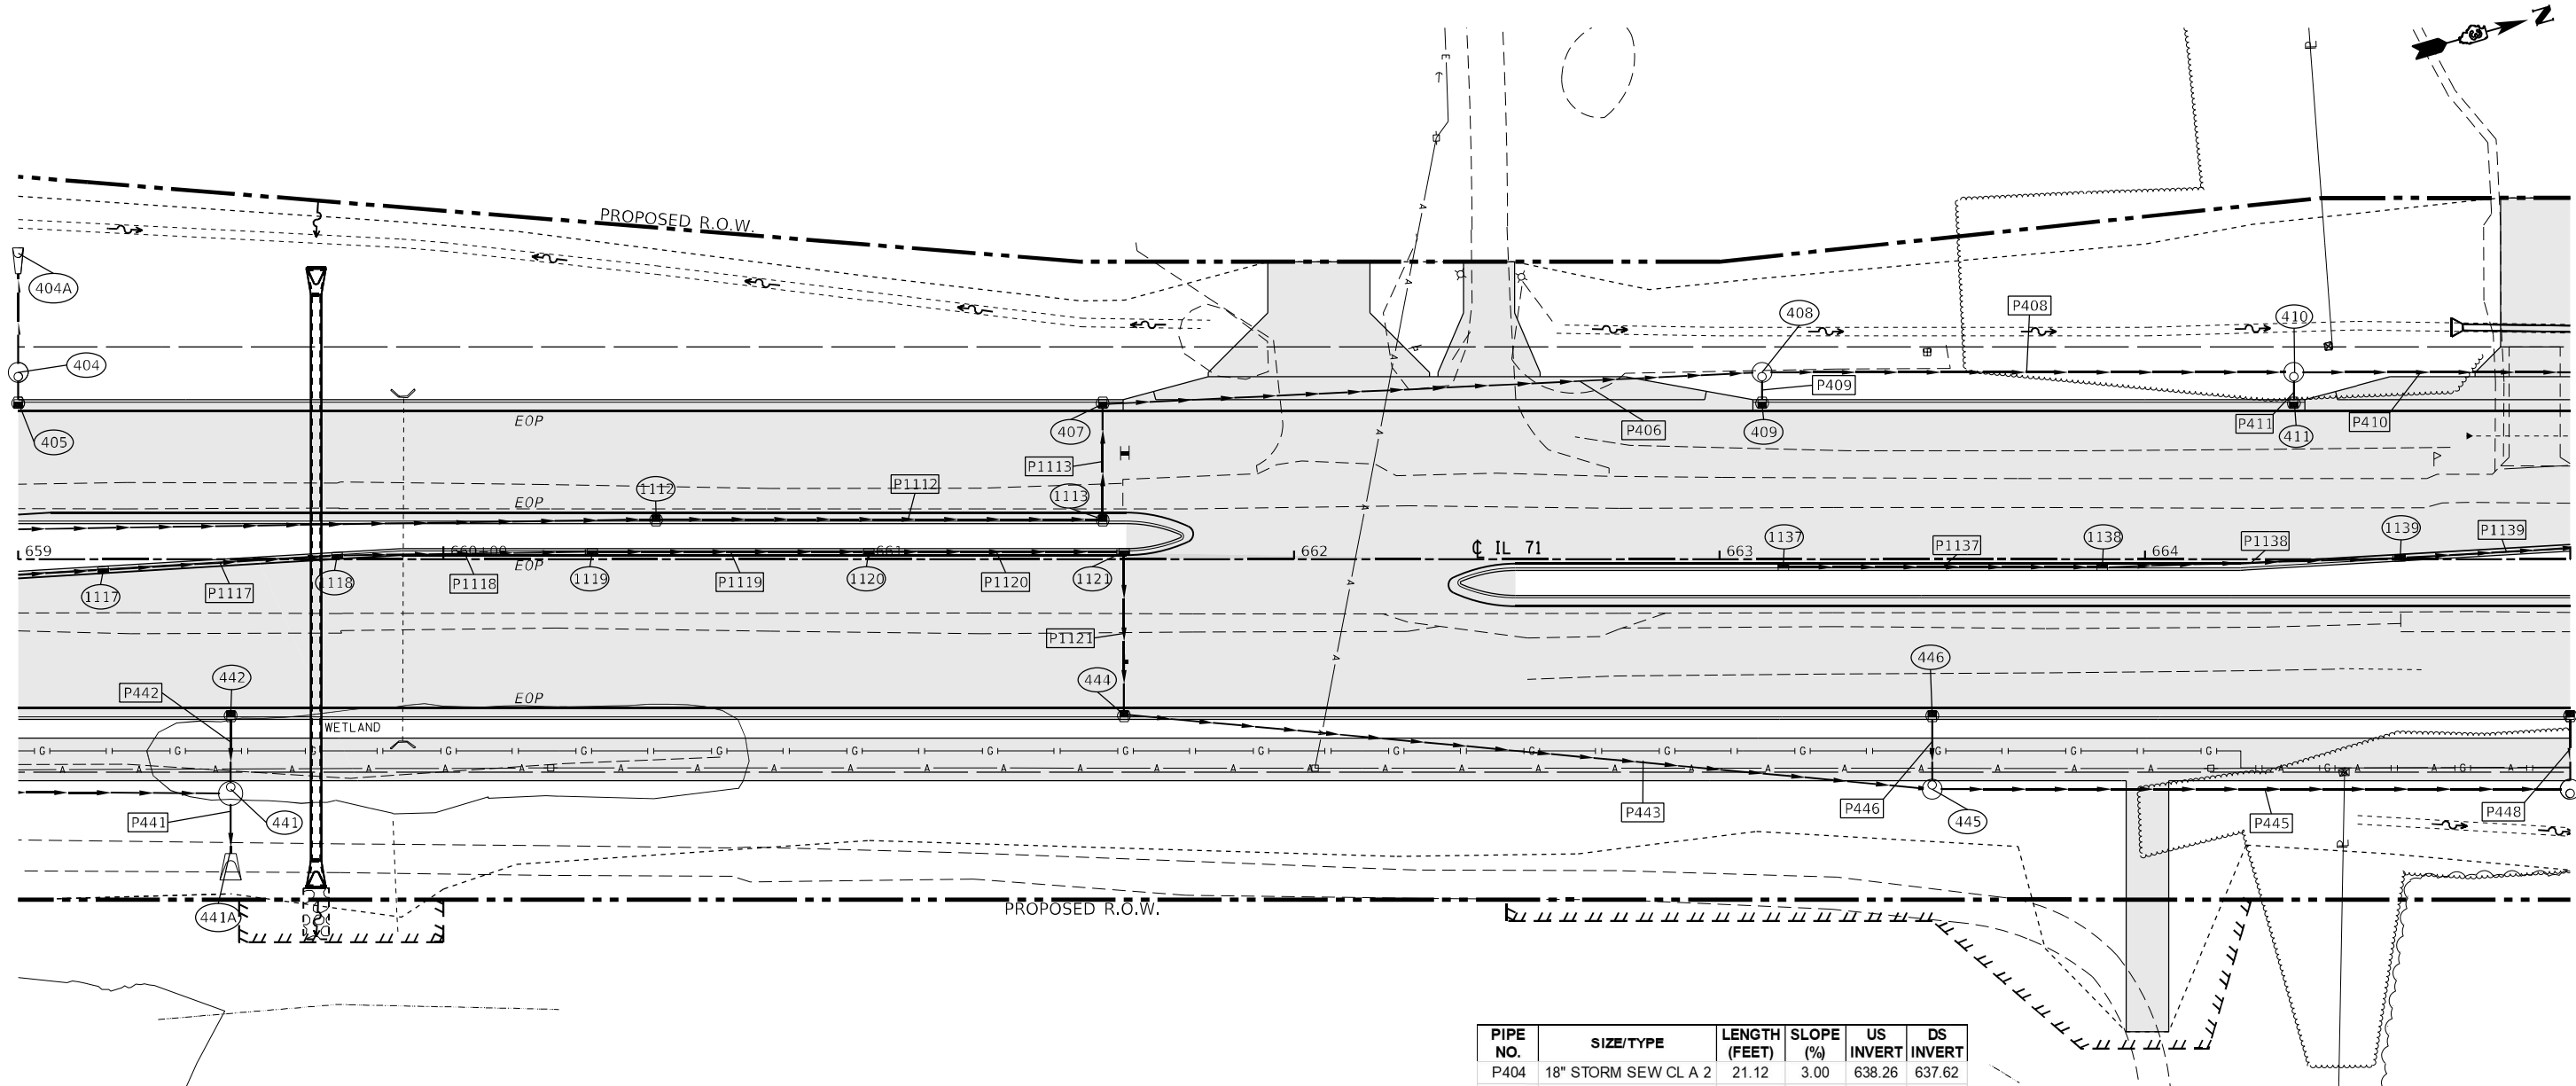 N
3
E
PROPOSED R.O.W.
404A
408
P408
410
404
P409
405
EOP
407
P406
409
P411
411
P410
P1113
1112
P1112
EOP
1113
659
660+00
661
662
℄ IL 71
663
664
1137
P1137
1138
P1138
1139
P1139
EOP
1117
P1117
1118
P1118
1119
P1119
1120
P1120
1121
P1121
P442
442
EOP
444
446
WETLAND
G G G G G G G G G G G G G G G G G G G
A A A A A A A A A A A A A A A A A A A A A A A A A A A A A A A
P441
441
P443
P446
445
P445
P448
441A
PROPOSED R.O.W.
PIPE NO. SIZE/TYPE LENGTH (FEET) SLOPE (%) US INVERT DS INVERT
P404 18" STORM SEW CL A 2 21.12 3.00 638.26 637.62